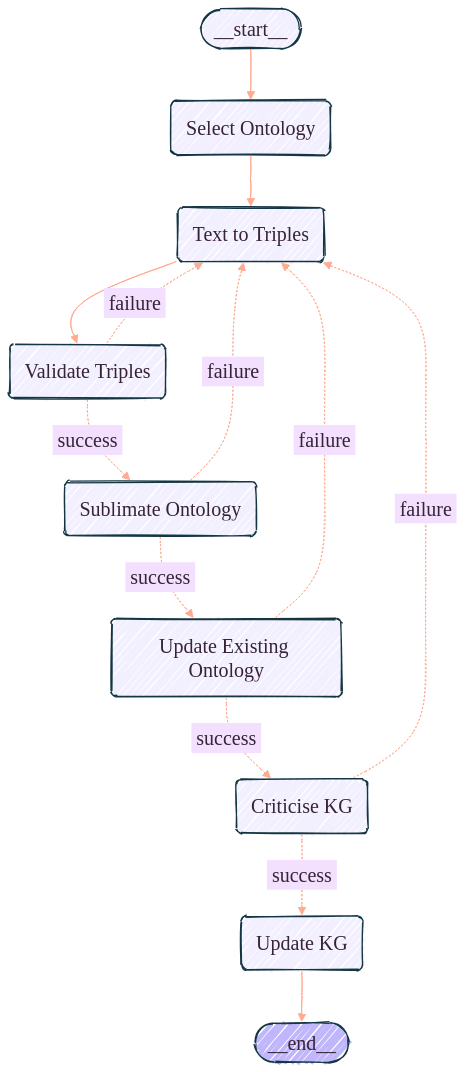 __start__
Select Ontology
Text to Triples
failure
Validate Triples
failure
success
failure
Sublimate Ontology
failure
success
Update Existing
Ontology
success
Criticise KG
success
Update KG
__end__